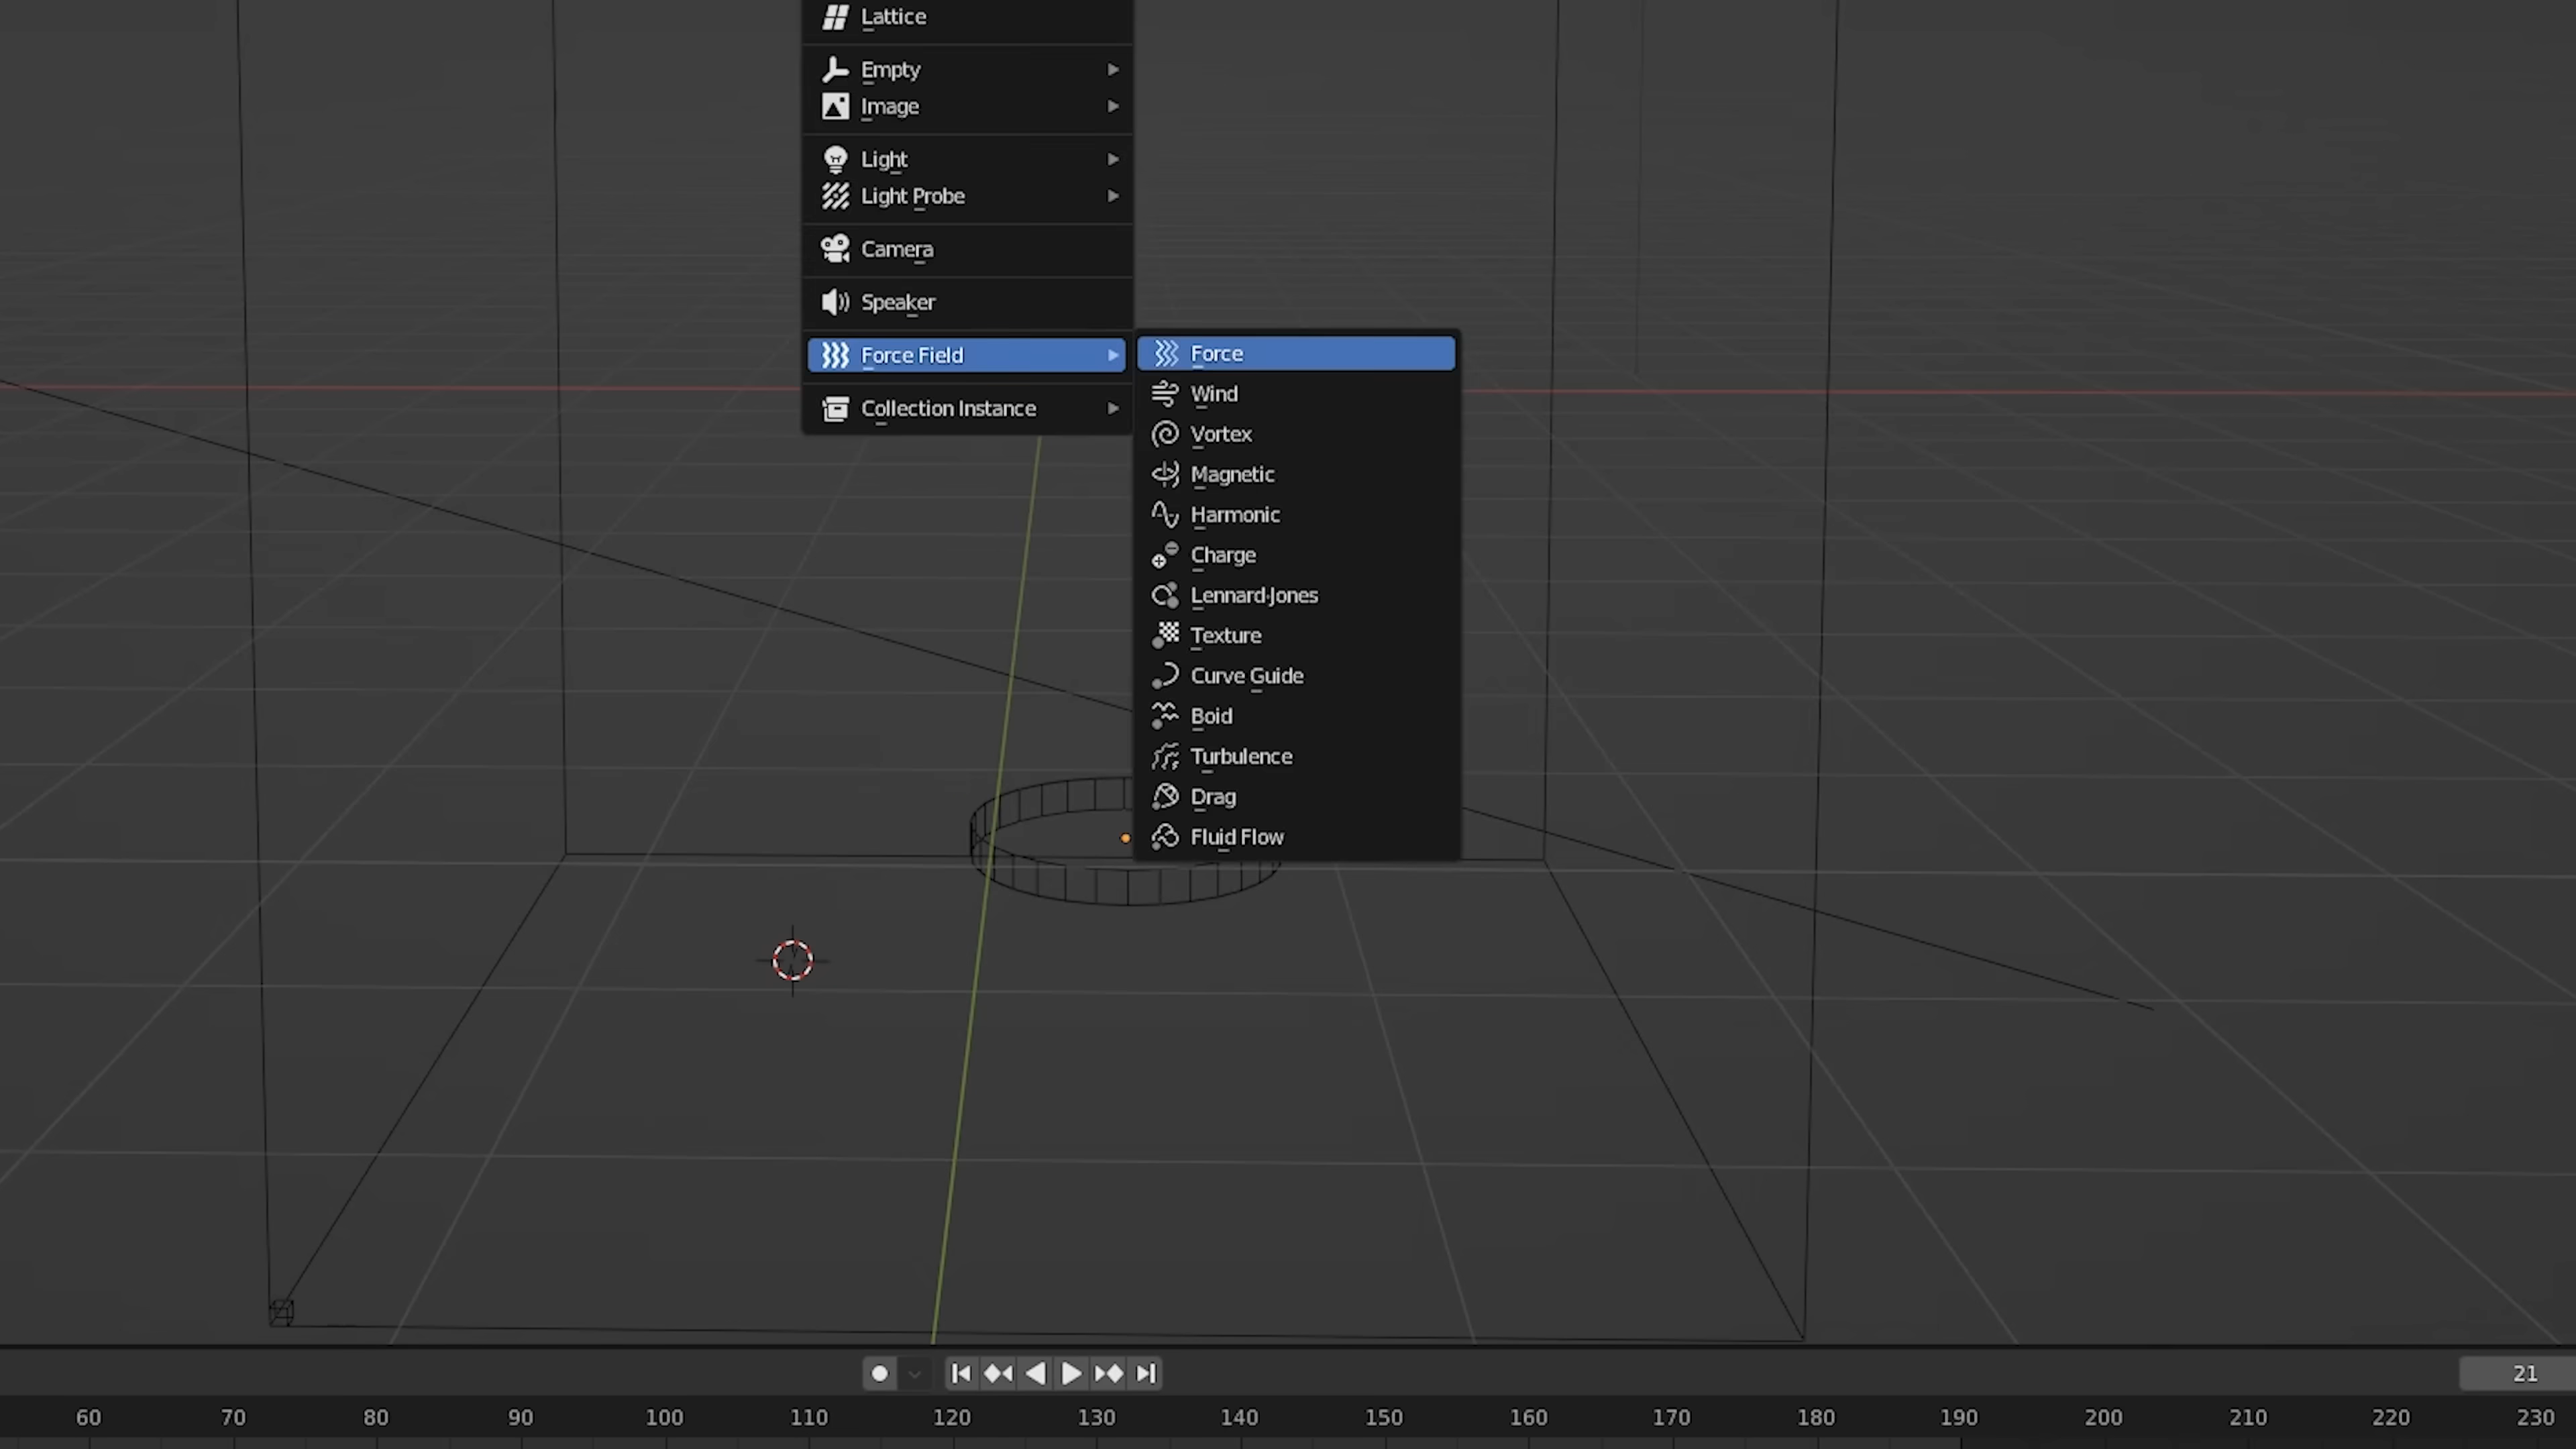 Lattice
Empty
Image
Light
Light Probe
Camera
Speaker
Force Field
Collection Instance
Force
Wind
Vortex
Magnetic
Harmonic
Charge
Lennard-Jones
Texture
Curve Guide
Boid
Turbulence
Drag
Fluid Flow
21
60 70 80 90 100 110 120 130 140 150 160 170 180 190 200 210 220 230